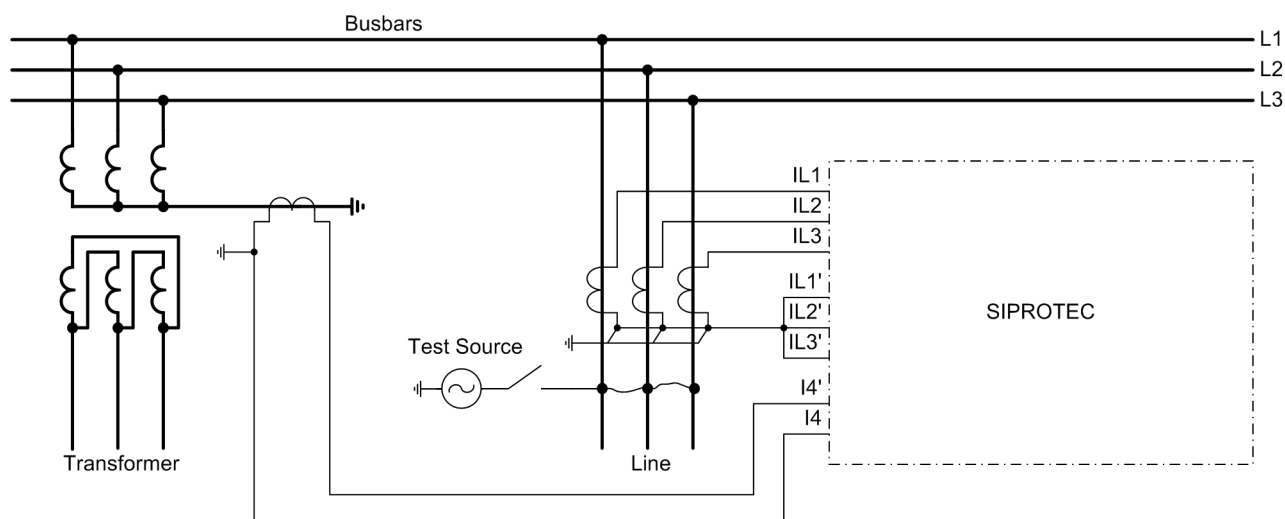 Busbars
L1
L2
L3
IL1
IL2
IL3
IL1'
IL2'
IL3'
SIPROTEC
Test Source
I4'
I4
Transformer
Line